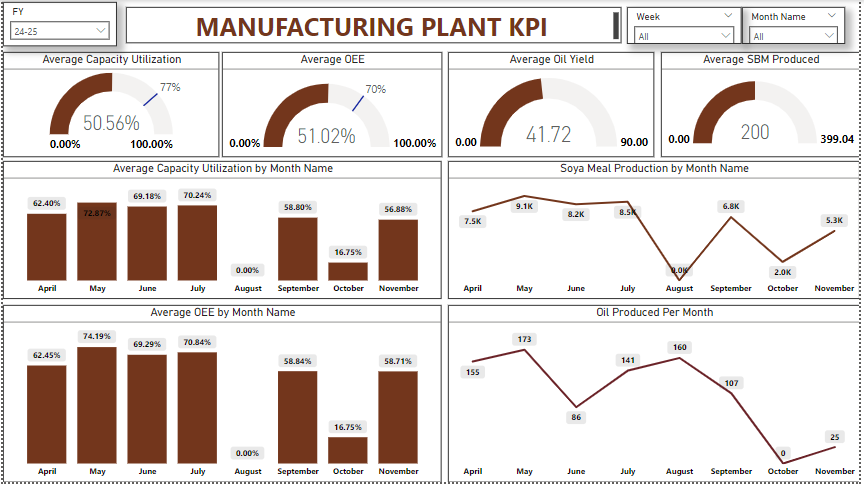 FY
24-25
MANUFACTURING PLANT KPI
Week
All
Month Name
All
Average Capacity Utilization
77%
50.56%
0.00%
100.00%
Average OEE
70%
51.02%
0.00%
100.00%
Average Oil Yield
41.72
0.00
90.00
Average SBM Produced
200
0.00
399.04
Average Capacity Utilization by Month Name
62.40%
72.87%
69.18%
70.24%
0.00%
58.80%
16.75%
56.88%
April
May
June
July
August
September
October
November
Soya Meal Production by Month Name
7.5K
9.1K
8.2K
8.5K
0.0K
6.8K
2.0K
5.3K
April
May
June
July
August
September
October
November
Average OEE by Month Name
62.45%
74.19%
69.29%
70.84%
0.00%
58.84%
16.75%
58.71%
April
May
June
July
August
September
October
November
Oil Produced Per Month
155
173
86
141
160
107
0
25
April
May
June
July
August
September
October
November